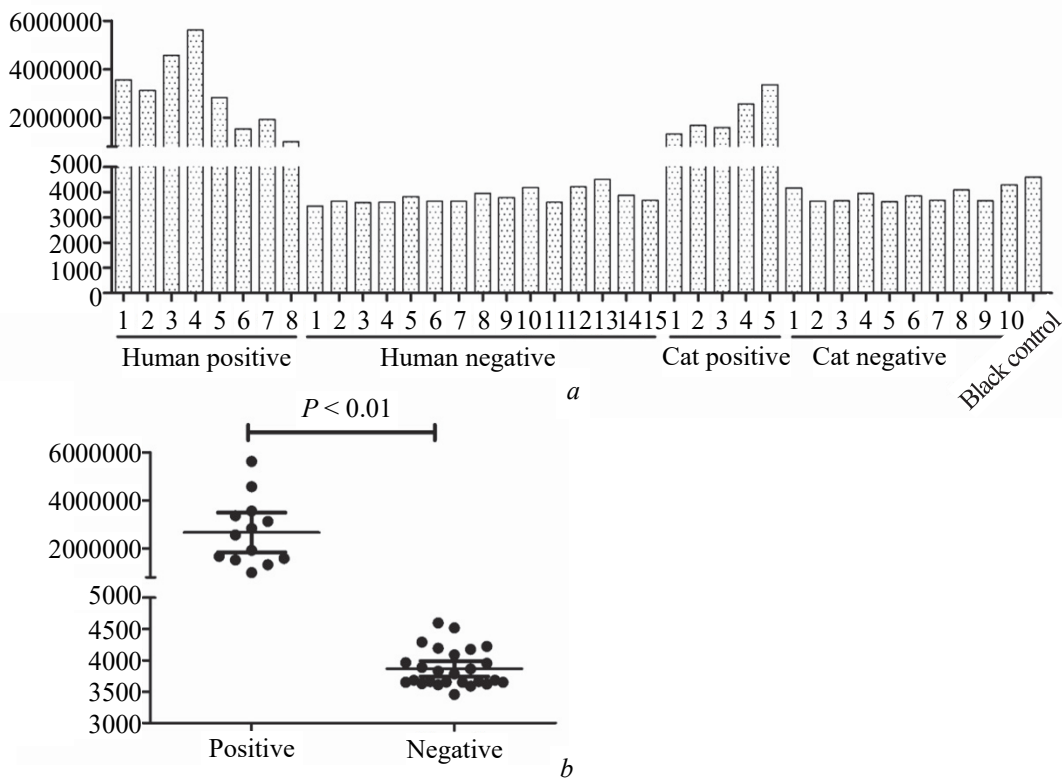 6000000
4000000
2000000
5000
4000
3000
2000
1000
0
1 2 3 4 5 6 7 8 1 2 3 4 5 6 7 8 9 10 11 12 13 14 15 1 2 3 4 5 1 2 3 4 5 6 7 8 9 10
Human positive Human negative Cat positive Cat negative Black control
a
P < 0.01
6000000
4000000
2000000
5000
4500
4000
3500
3000
Positive Negative
b